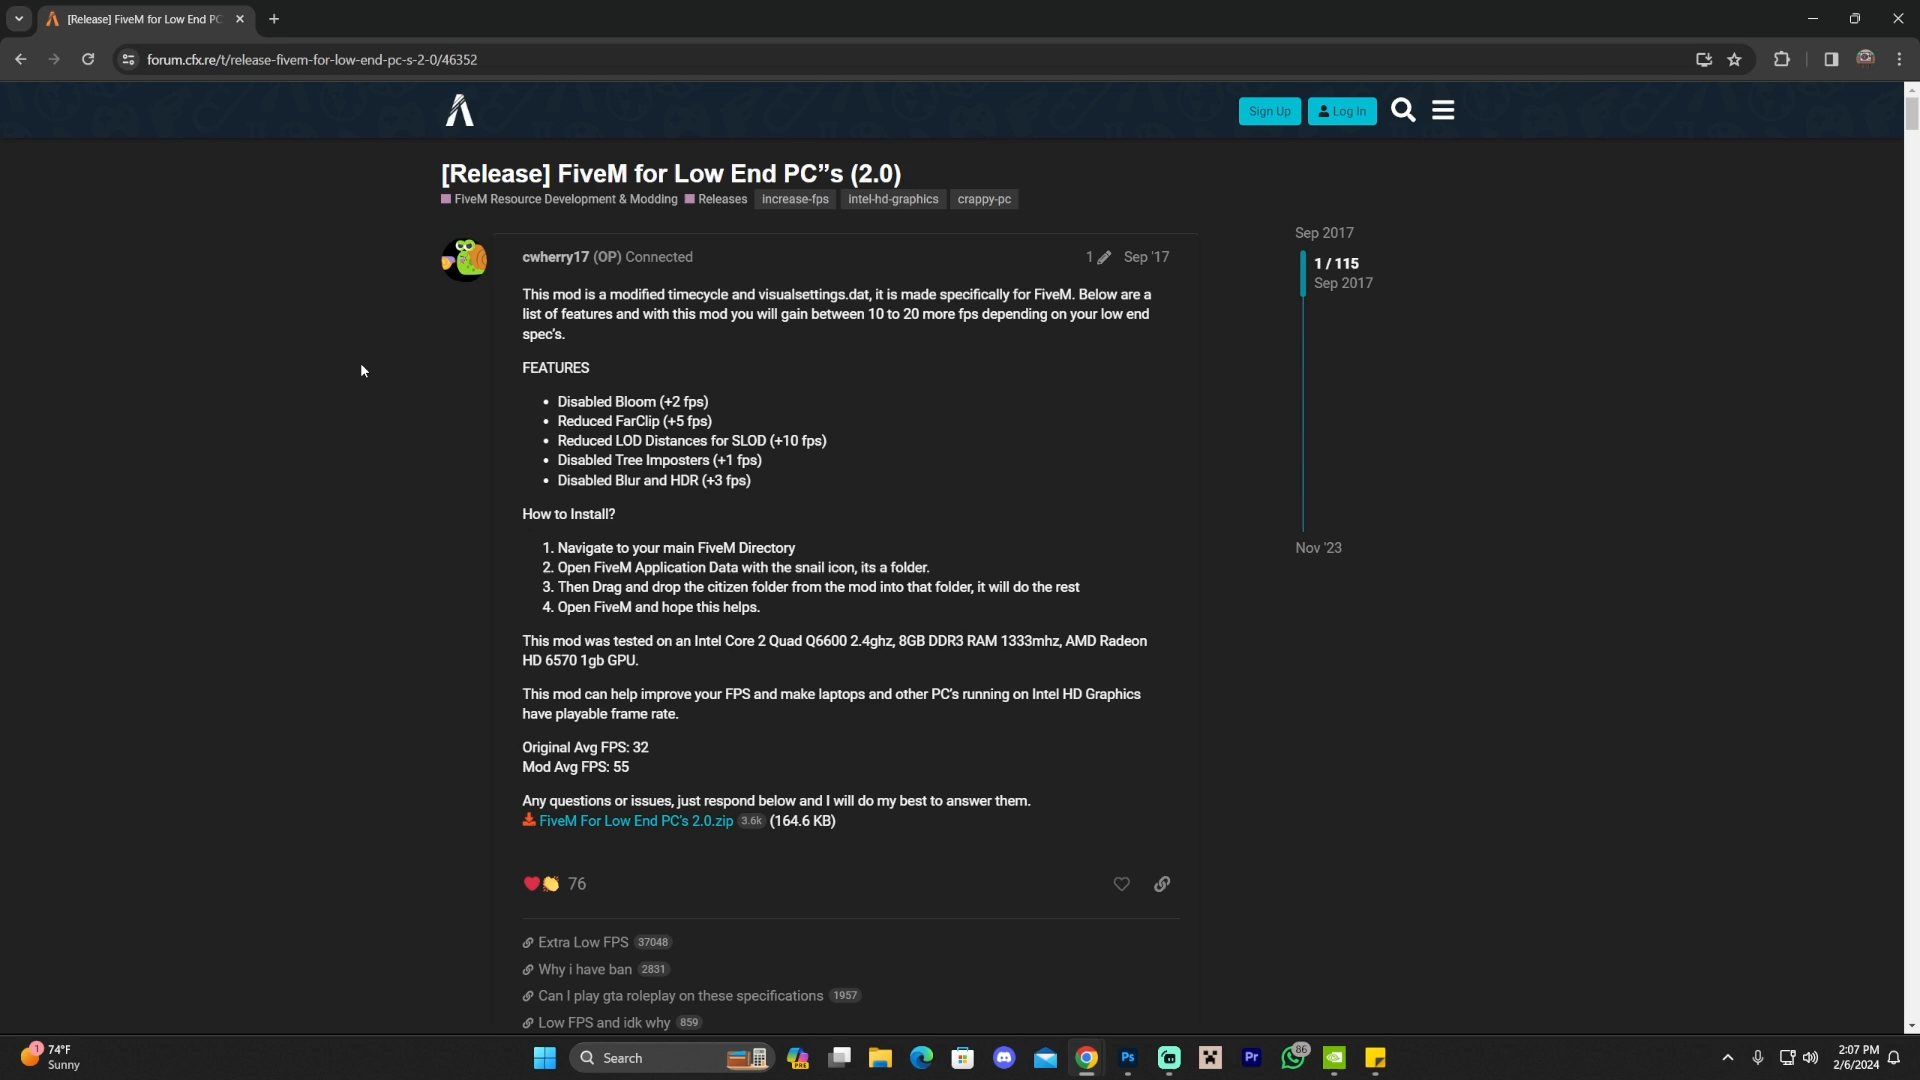 [Release] FiveM for Low End PC
forum.cfx.re/t/release-fivem-for-low-end-pc-s-2-0/46352
Sign Up
Log In
[Release] FiveM for Low End PC”s (2.0)
FiveM Resource Development & Modding Releases increase-fps intel-hd-graphics crappy-pc
cwherry17 (OP) Connected
1 Sep '17
This mod is a modified timecycle and visualsettings.dat, it is made specifically for FiveM. Below are a
list of features and with this mod you will gain between 10 to 20 more fps depending on your low end
spec’s.
FEATURES
• Disabled Bloom (+2 fps)
• Reduced FarClip (+5 fps)
• Reduced LOD Distances for SLOD (+10 fps)
• Disabled Tree Imposters (+1 fps)
• Disabled Blur and HDR (+3 fps)
How to Install?
1. Navigate to your main FiveM Directory
2. Open FiveM Application Data with the snail icon, its a folder.
3. Then Drag and drop the citizen folder from the mod into that folder, it will do the rest
4. Open FiveM and hope this helps.
This mod was tested on an Intel Core 2 Quad Q6600 2.4ghz, 8GB DDR3 RAM 1333mhz, AMD Radeon
HD 6570 1gb GPU.
This mod can help improve your FPS and make laptops and other PC’s running on Intel HD Graphics
have playable frame rate.
Original Avg FPS: 32
Mod Avg FPS: 55
Any questions or issues, just respond below and I will do my best to answer them.
FiveM For Low End PC’s 2.0.zip 3.6k (164.6 KB)
76
Extra Low FPS 37048
Why i have ban 2831
Can I play gta roleplay on these specifications 1957
Low FPS and idk why 859
Sep 2017
1 / 115
Sep 2017
Nov '23
1
74°F
Sunny
Search
PRE
Ps
Pr
86
2:07 PM
2/6/2024